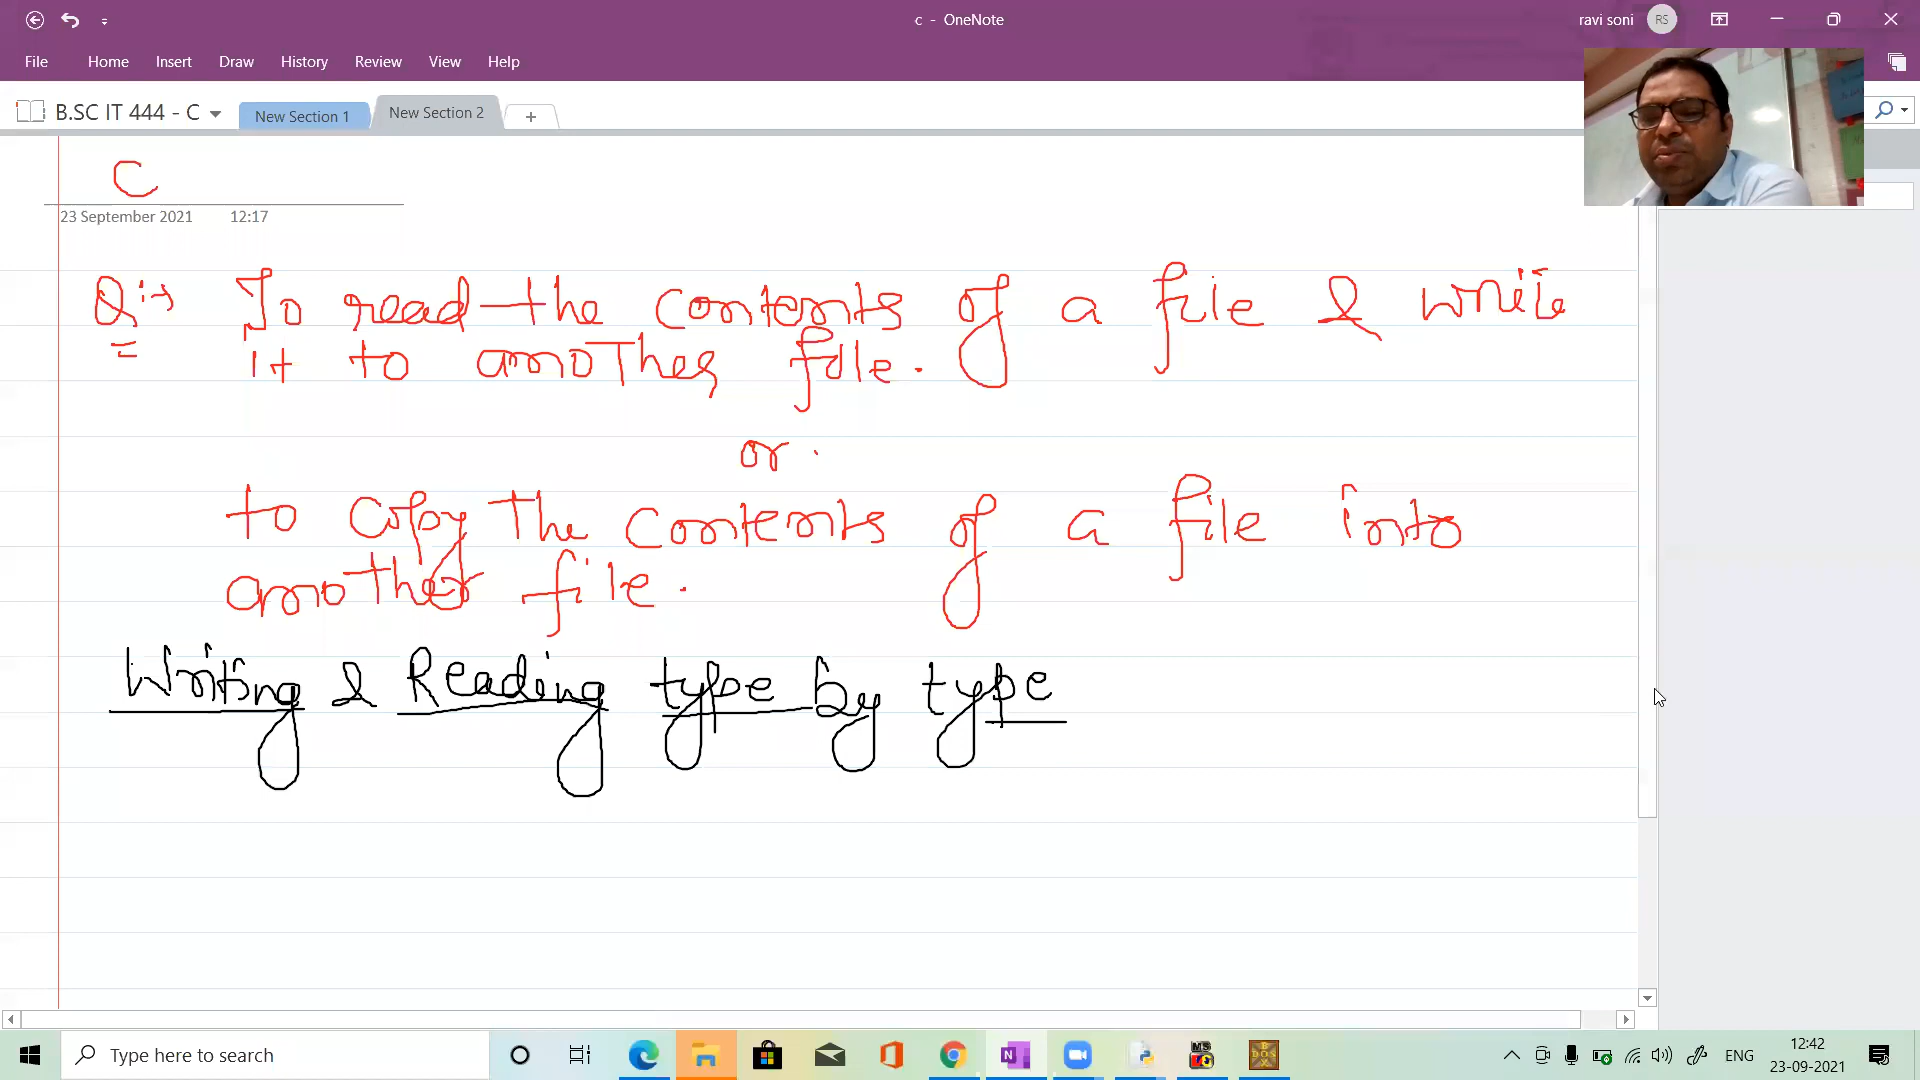 c - OneNote
ravi soni RS
File Home Insert Draw History Review View Help
B.SC IT 444 - C New Section 1 New Section 2 +
C
23 September 2021 12:17
Q:→ To read the contents of a file & write
it to another file.
or.
to copy the contents of a file into
another file.
Writing & Reading type by type
Type here to search
ENG
12:42
23-09-2021